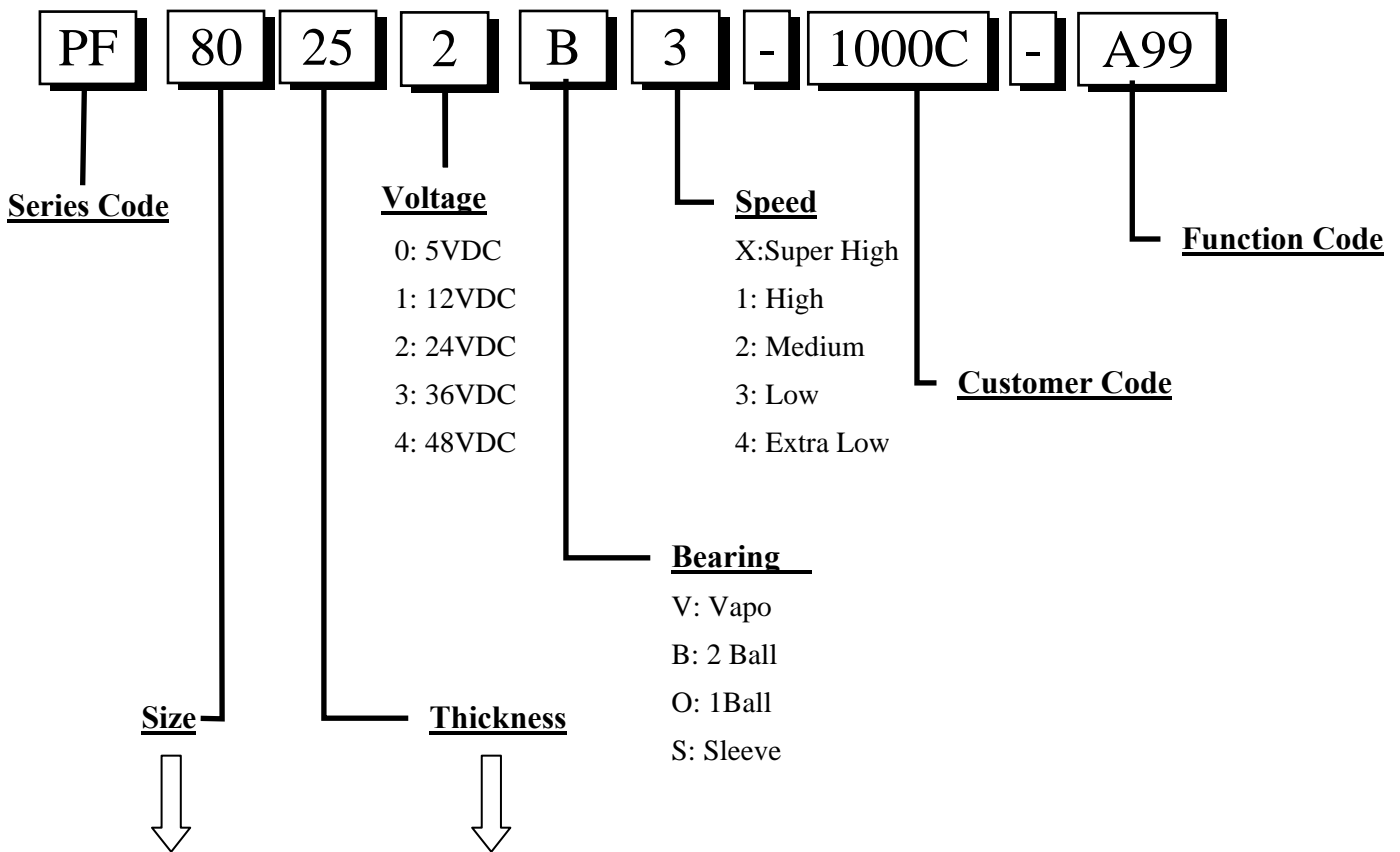 PF 80 25 2 B 3 - 1000C - A99
Series Code
Voltage
0: 5VDC
1: 12VDC
2: 24VDC
3: 36VDC
4: 48VDC
Speed
X:Super High
1: High
2: Medium
3: Low
4: Extra Low
Function Code
Customer Code
Bearing
V: Vapo
B: 2 Ball
O: 1Ball
S: Sleeve
Size
Thickness